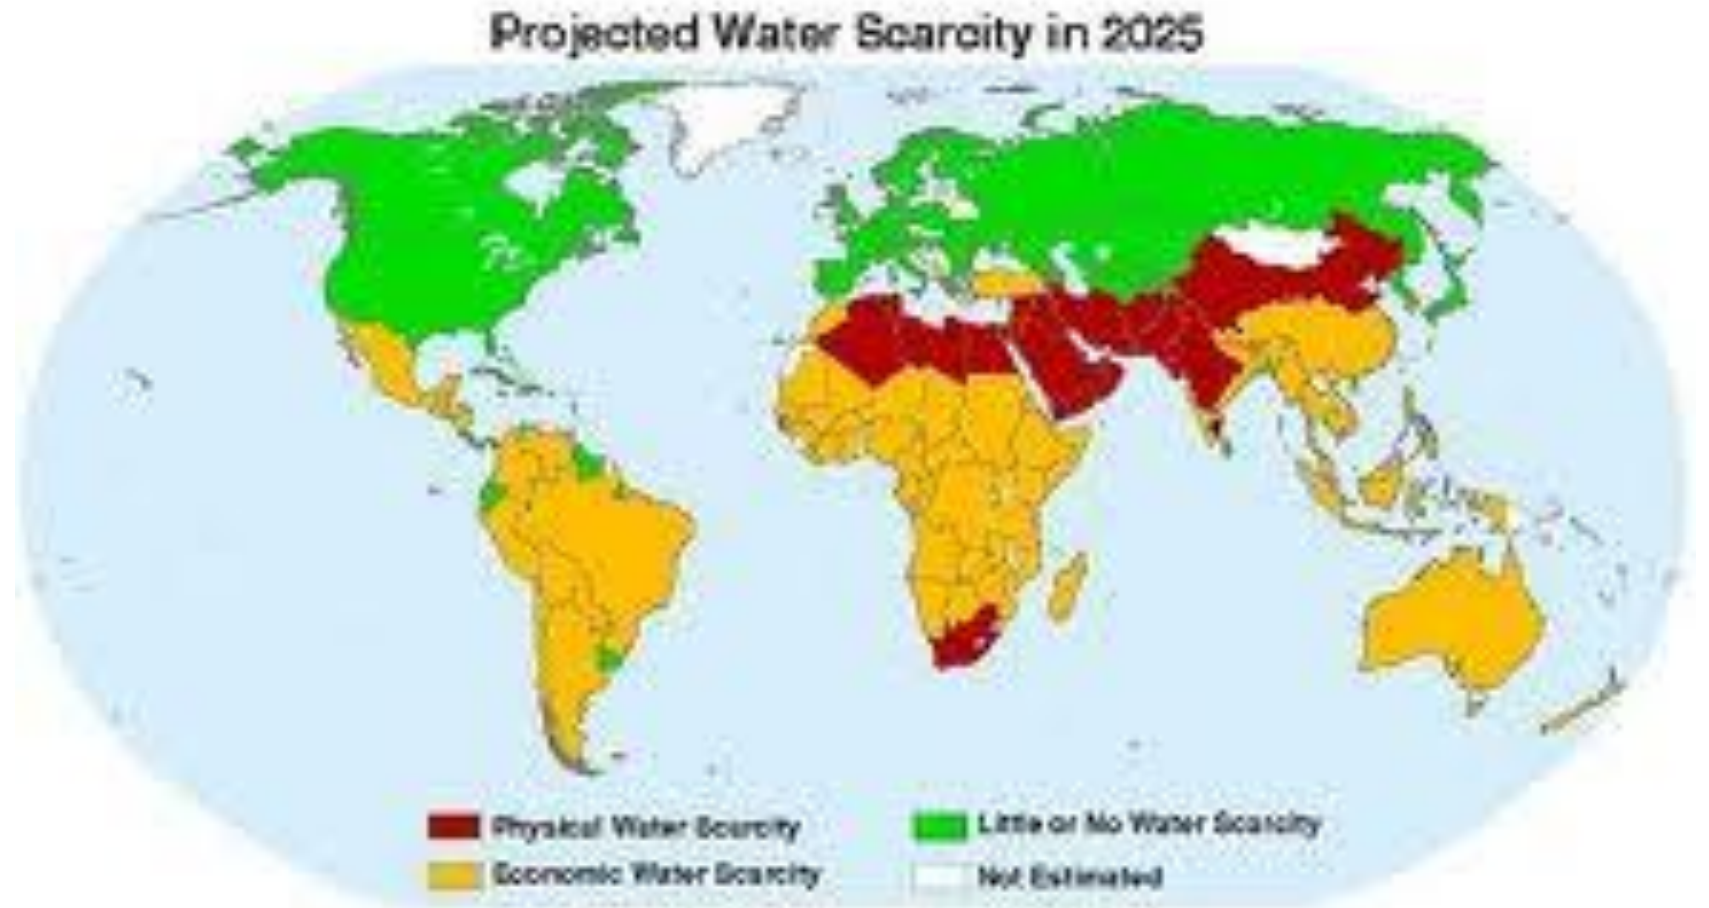 Projected Water Scarcity in 2025
Physical Water Scarcity
Economic Water Scarcity
Little or No Water Scarcity
Not Estimated